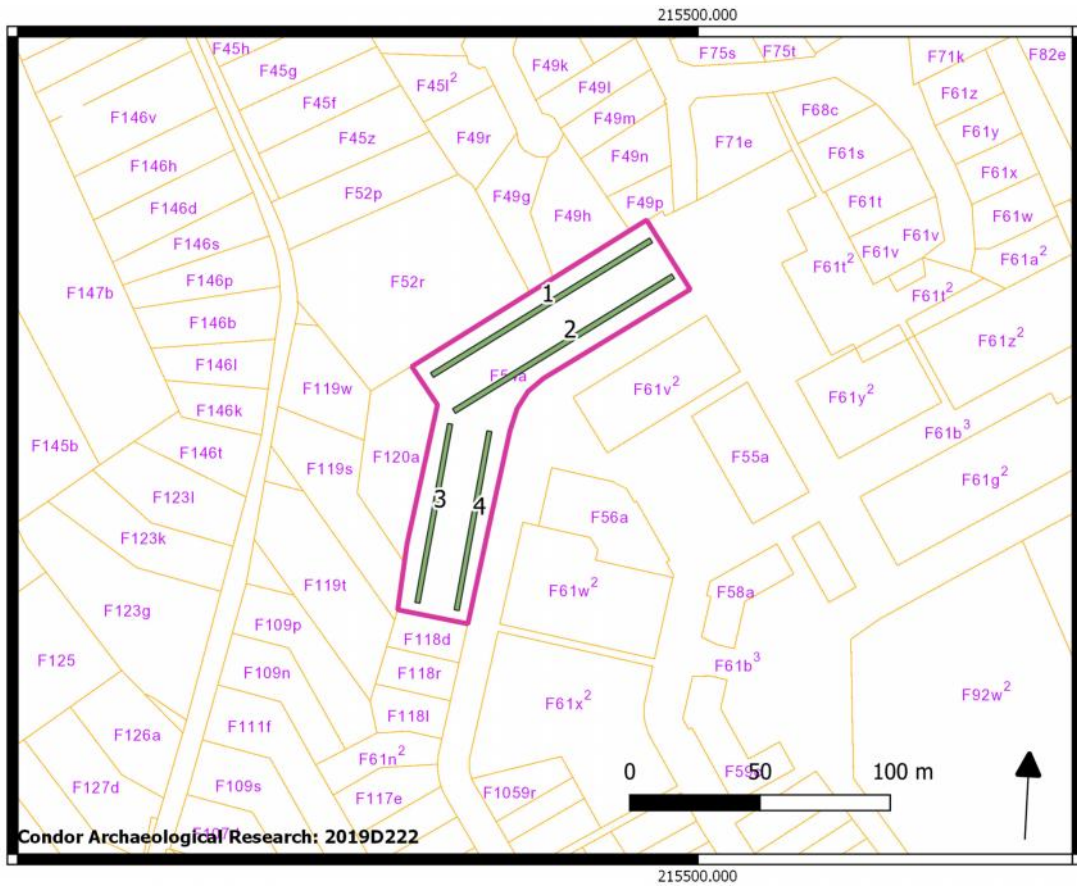 215500.000
F45h
F75s
F75t
F71k
F82e
F45g
F45l²
F49k
F49l
F61z
F45f
F68c
F146v
F49m
F61y
F45z
F49r
F71e
F61s
F49n
F146h
F61x
F52p
F49g
F49p
F61t
F146d
F49h
F61w
F146s
F61v
F61v
F61a²
F61t²
F146p
F52r
F147b
1
F61t²
F146b
2
F61z²
F146l
F119w
F61v²
F61y²
F146k
F61b³
F145b
F146t
F120a
F55a
F119s
F61g²
F123l
3
4
F56a
F123k
F119t
F61w²
F58a
F123g
F109p
F118d
F125
F109n
F118r
F61b³
F92w²
F126a
F111f
F118l
F61x²
F61n²
F127d
F109s
F117e
F1059r
0 50 100 m
Condor Archaeological Research: 2019D222
215500.000